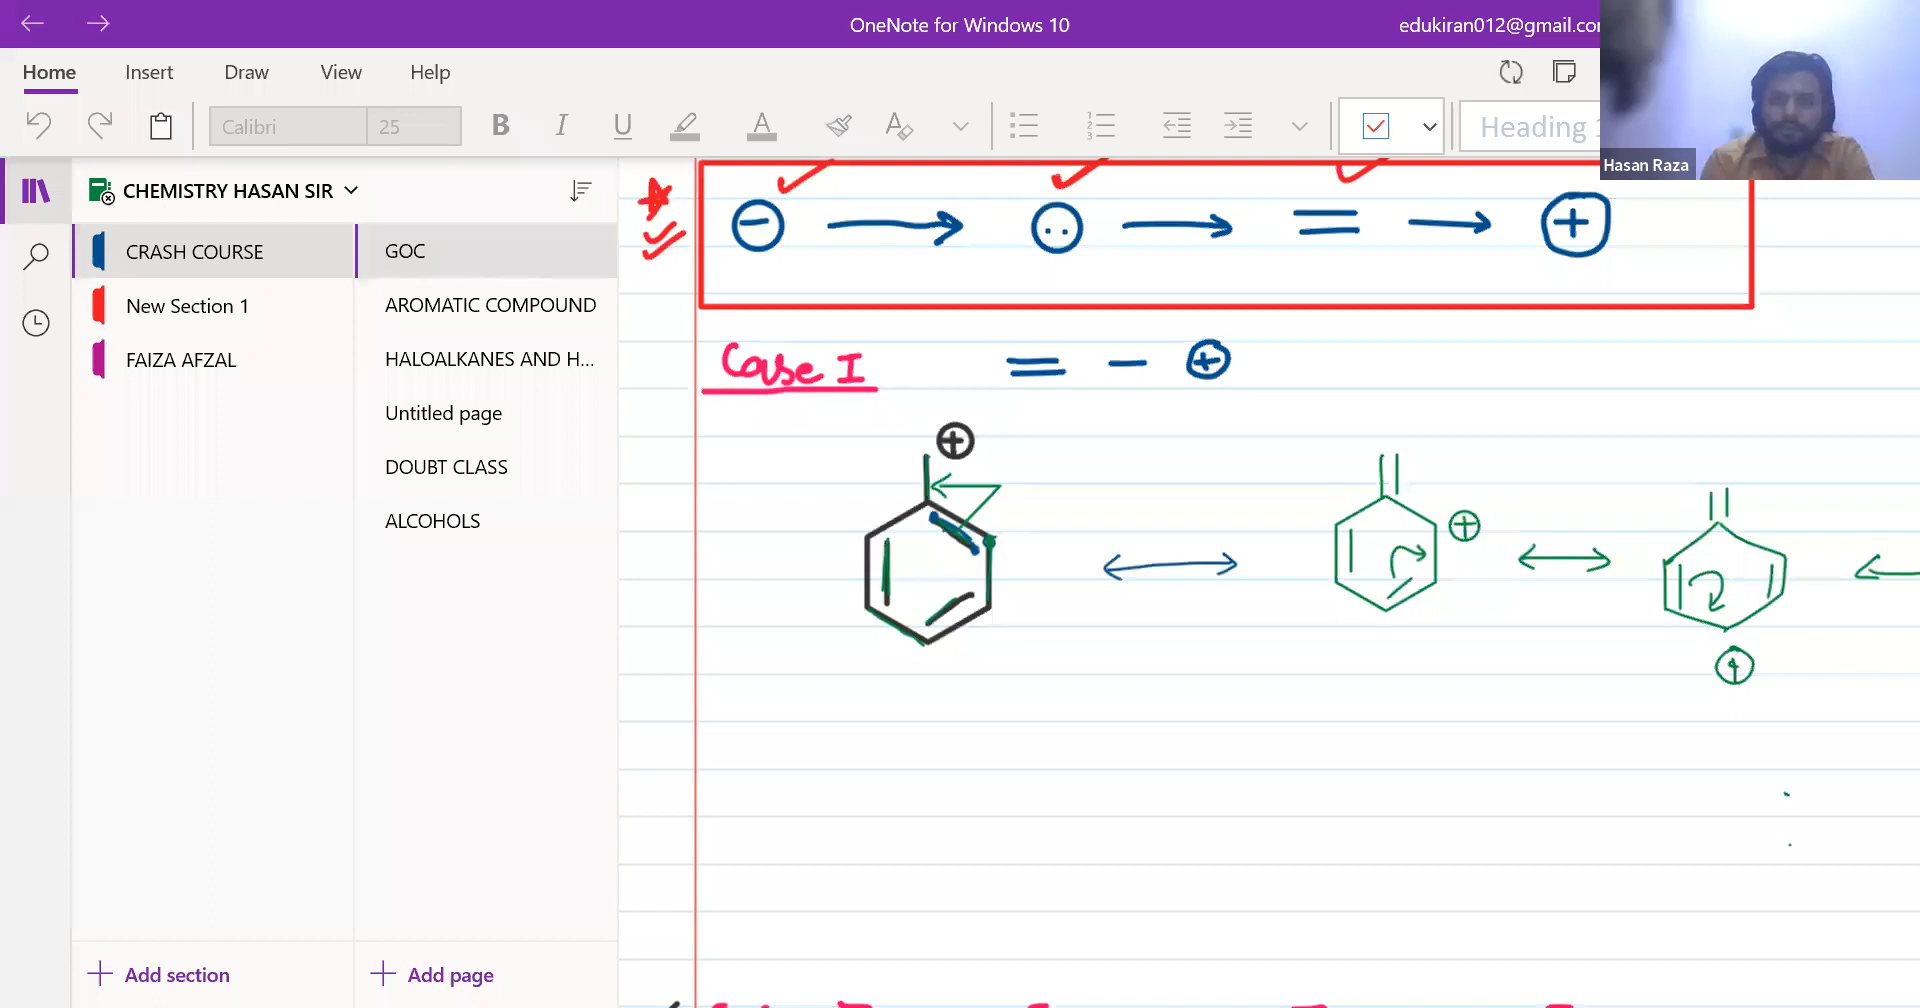 OneNote for Windows 10
edukiran012@gmail.co
Home Insert Draw View Help
Calibri 25 B I U A A Heading
Hasan Raza
CHEMISTRY HASAN SIR
CRASH COURSE
New Section 1
FAIZA AFZAL
GOC
AROMATIC COMPOUND
HALOALKANES AND H...
Untitled page
DOUBT CLASS
ALCOHOLS
⊖ → : → = → ⊕
Case I = - ⊕
⊕
⊕
⊕
+ Add section + Add page